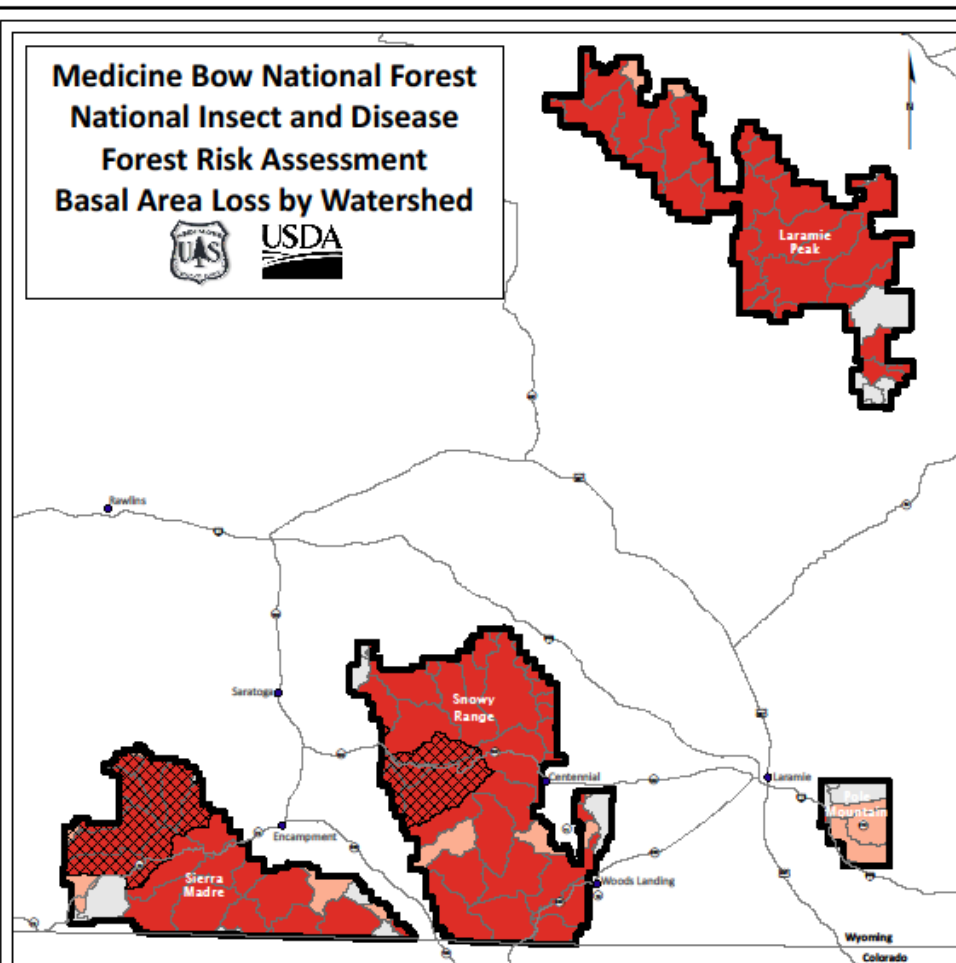 Medicine Bow National Forest
National Insect and Disease
Forest Risk Assessment
Basal Area Loss by Watershed
U S
USDA
N
Laramie
Peak
Rawlins
Snowy
Range
Saratoga
Centennial
Laramie
Pole
Mountain
Encampment
Sierra
Madre
Woods Landing
Wyoming
Colorado